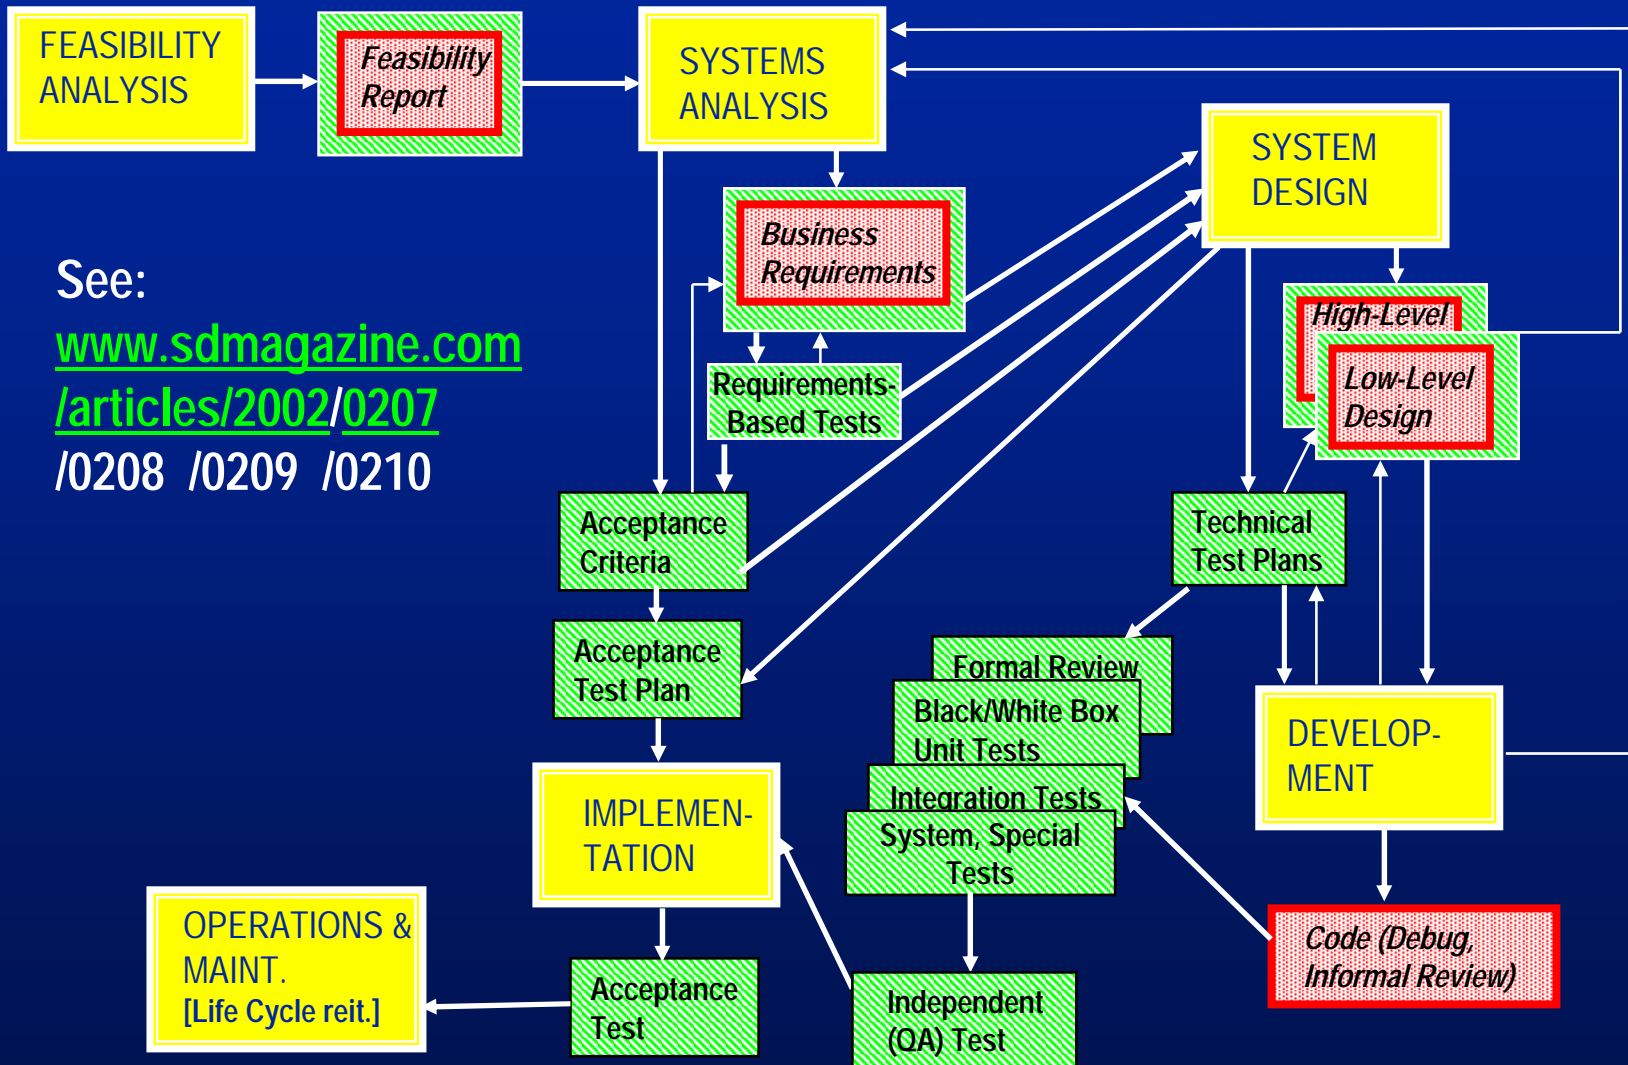 FEASIBILITY
ANALYSIS
Feasibility
Report
SYSTEMS
ANALYSIS
SYSTEM
DESIGN
Business
Requirements
See:
www.sdmagazine.com
/articles/2002/0207
/0208 /0209 /0210
High-Level
Low-Level
Design
Requirements-
Based Tests
Acceptance
Criteria
Technical
Test Plans
Acceptance
Test Plan
Formal Review
Black/White Box
Unit Tests
Integration Tests
System, Special
Tests
DEVELOP-
MENT
IMPLEMEN-
TATION
OPERATIONS &
MAINT.
[Life Cycle reit.]
Acceptance
Test
Independent
(QA) Test
Code (Debug,
Informal Review)